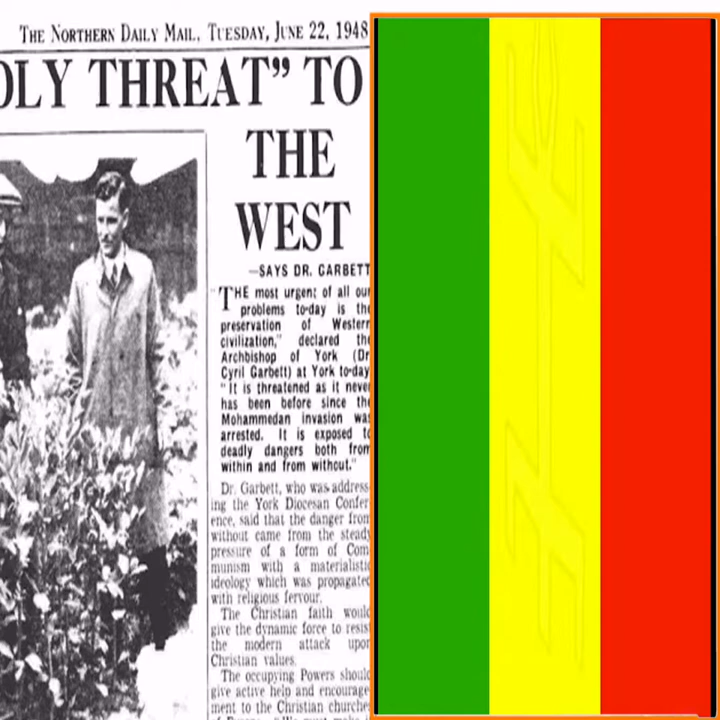 THE NORTHERN DAILY MAIL, TUESDAY, JUNE 22, 1948
OLY THREAT” TO
THE
WEST
—SAYS DR. GARBETT
“THE most urgent of all our
problems to-day is the
preservation of Western
civilization,” declared the
Archbishop of York (Dr
Cyril Garbett) at York to-day
“It is threatened as it never
has been before since the
Mohammedan invasion was
arrested. It is exposed to
deadly dangers both from
within and from without.”
Dr. Garbett, who was address
ing the York Diocesan Confer
ence, said that the danger from
without came from the steady
pressure of a form of Com
munism with a materialistic
ideology which was propagated
with religious fervour.
The Christian faith would
give the dynamic force to resist
the modern attack upon
Christian values.
The occupying Powers should
give active help and encourage
ment to the Christian churches